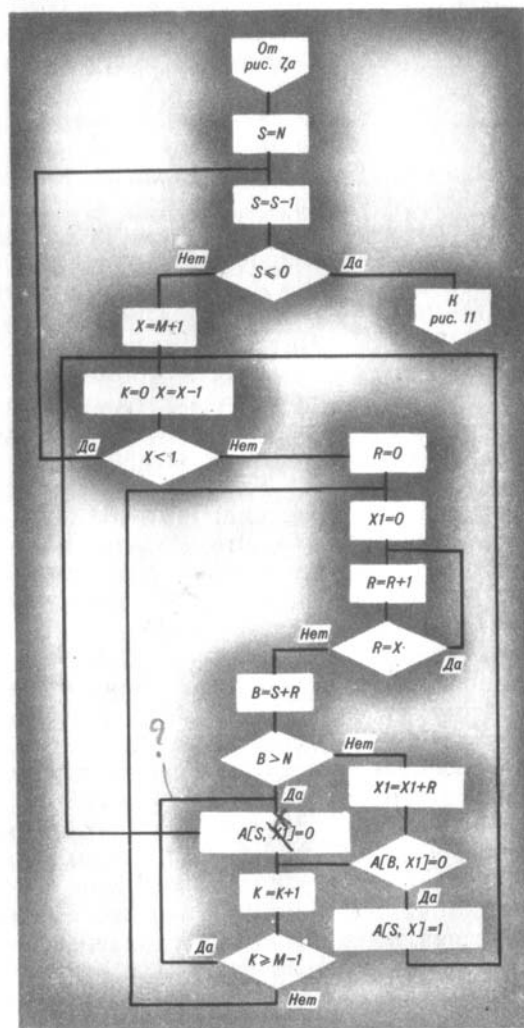 От
рис. 7,а
S=N
S=S-1
Нет
S⩽0
Да
К
рис. 11
X=M+1
K=0 X=X-1
Да
X<1
Нет
R=0
X1=0
R=R+1
Нет
R=X
Да
B=S+R
?
B>N
Нет
Да
X1=X1+R
A[S, X1]=0
A[B, X1]=0
K=K+1
Да
A[S, X]=1
Да
K⩾M-1
Нет